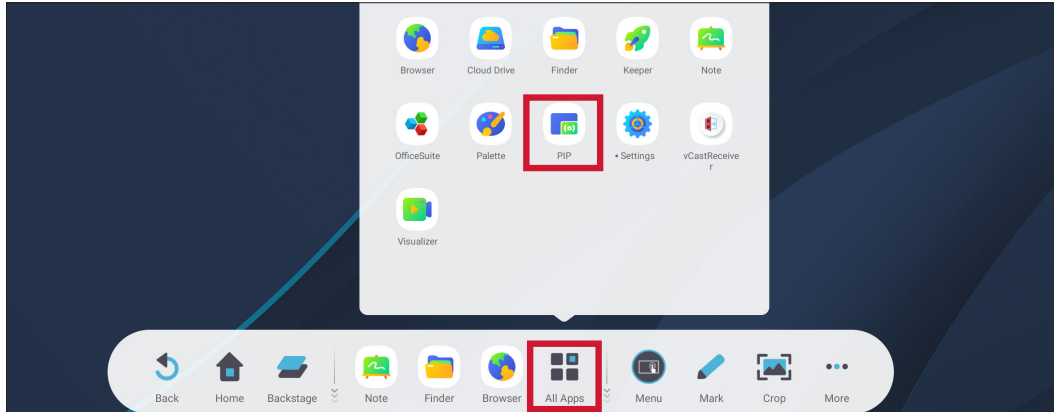 Browser Cloud Drive Finder Keeper Note
OfficeSuite Palette PIP • Settings vCastReceive
r
Visualizer
Back Home Backstage Note Finder Browser All Apps Menu Mark Crop More